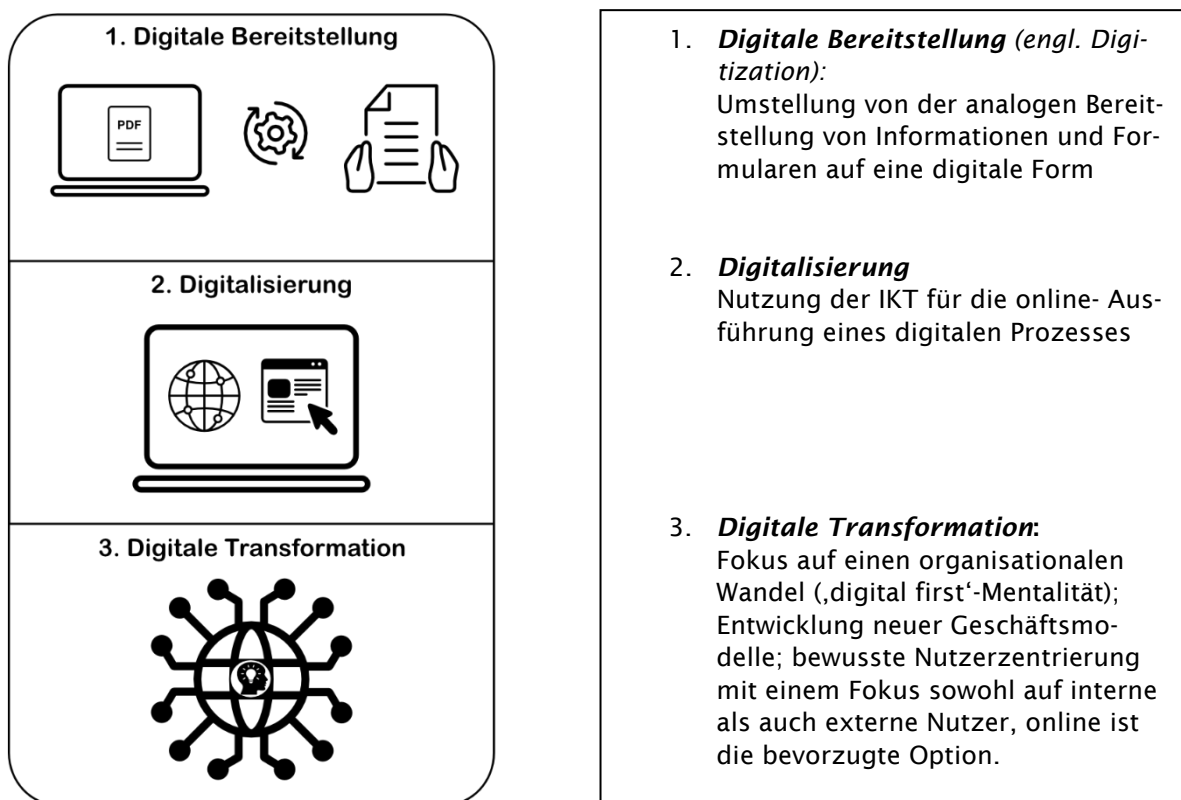 1. Digitale Bereitstellung
PDF
2. Digitalisierung
3. Digitale Transformation
1. Digitale Bereitstellung (engl. Digi-
tization):
Umstellung von der analogen Bereit-
stellung von Informationen und For-
mularen auf eine digitale Form
2. Digitalisierung
Nutzung der IKT für die online- Aus-
führung eines digitalen Prozesses
3. Digitale Transformation:
Fokus auf einen organisationalen
Wandel (‚digital first‘-Mentalität);
Entwicklung neuer Geschäftsmo-
delle; bewusste Nutzerzentrierung
mit einem Fokus sowohl auf interne
als auch externe Nutzer, online ist
die bevorzugte Option.